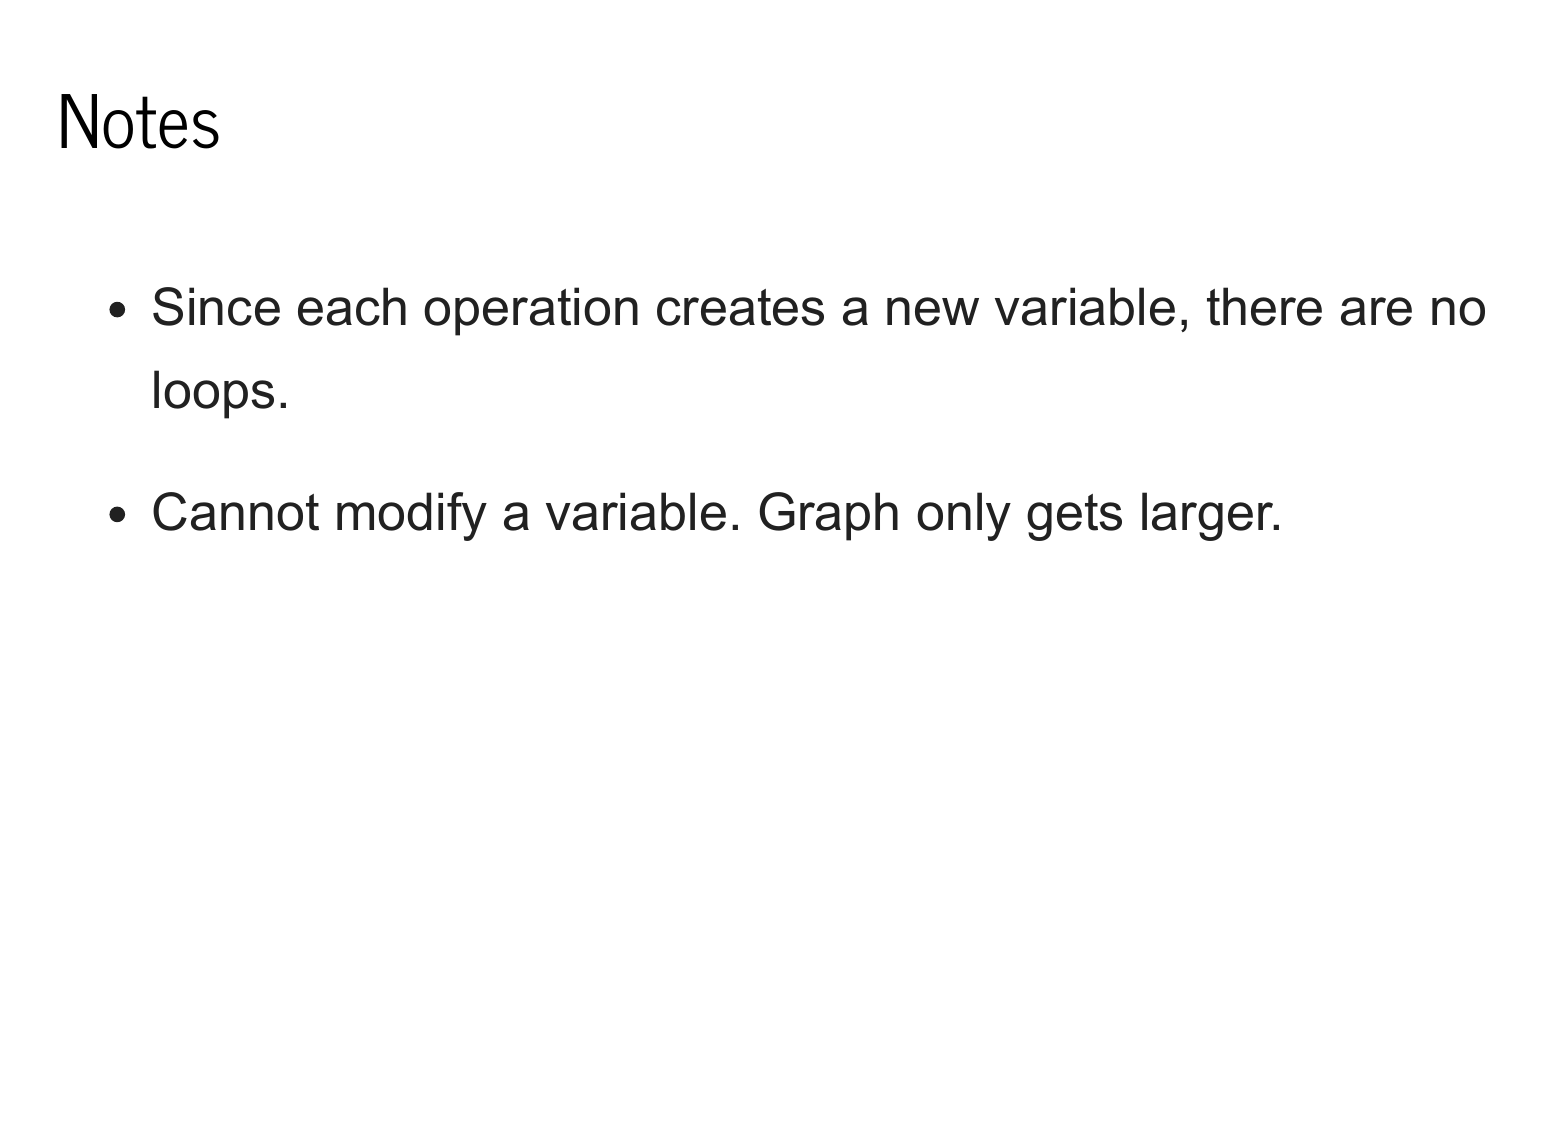 Notes
• Since each operation creates a new variable, there are no
loops.
• Cannot modify a variable. Graph only gets larger.